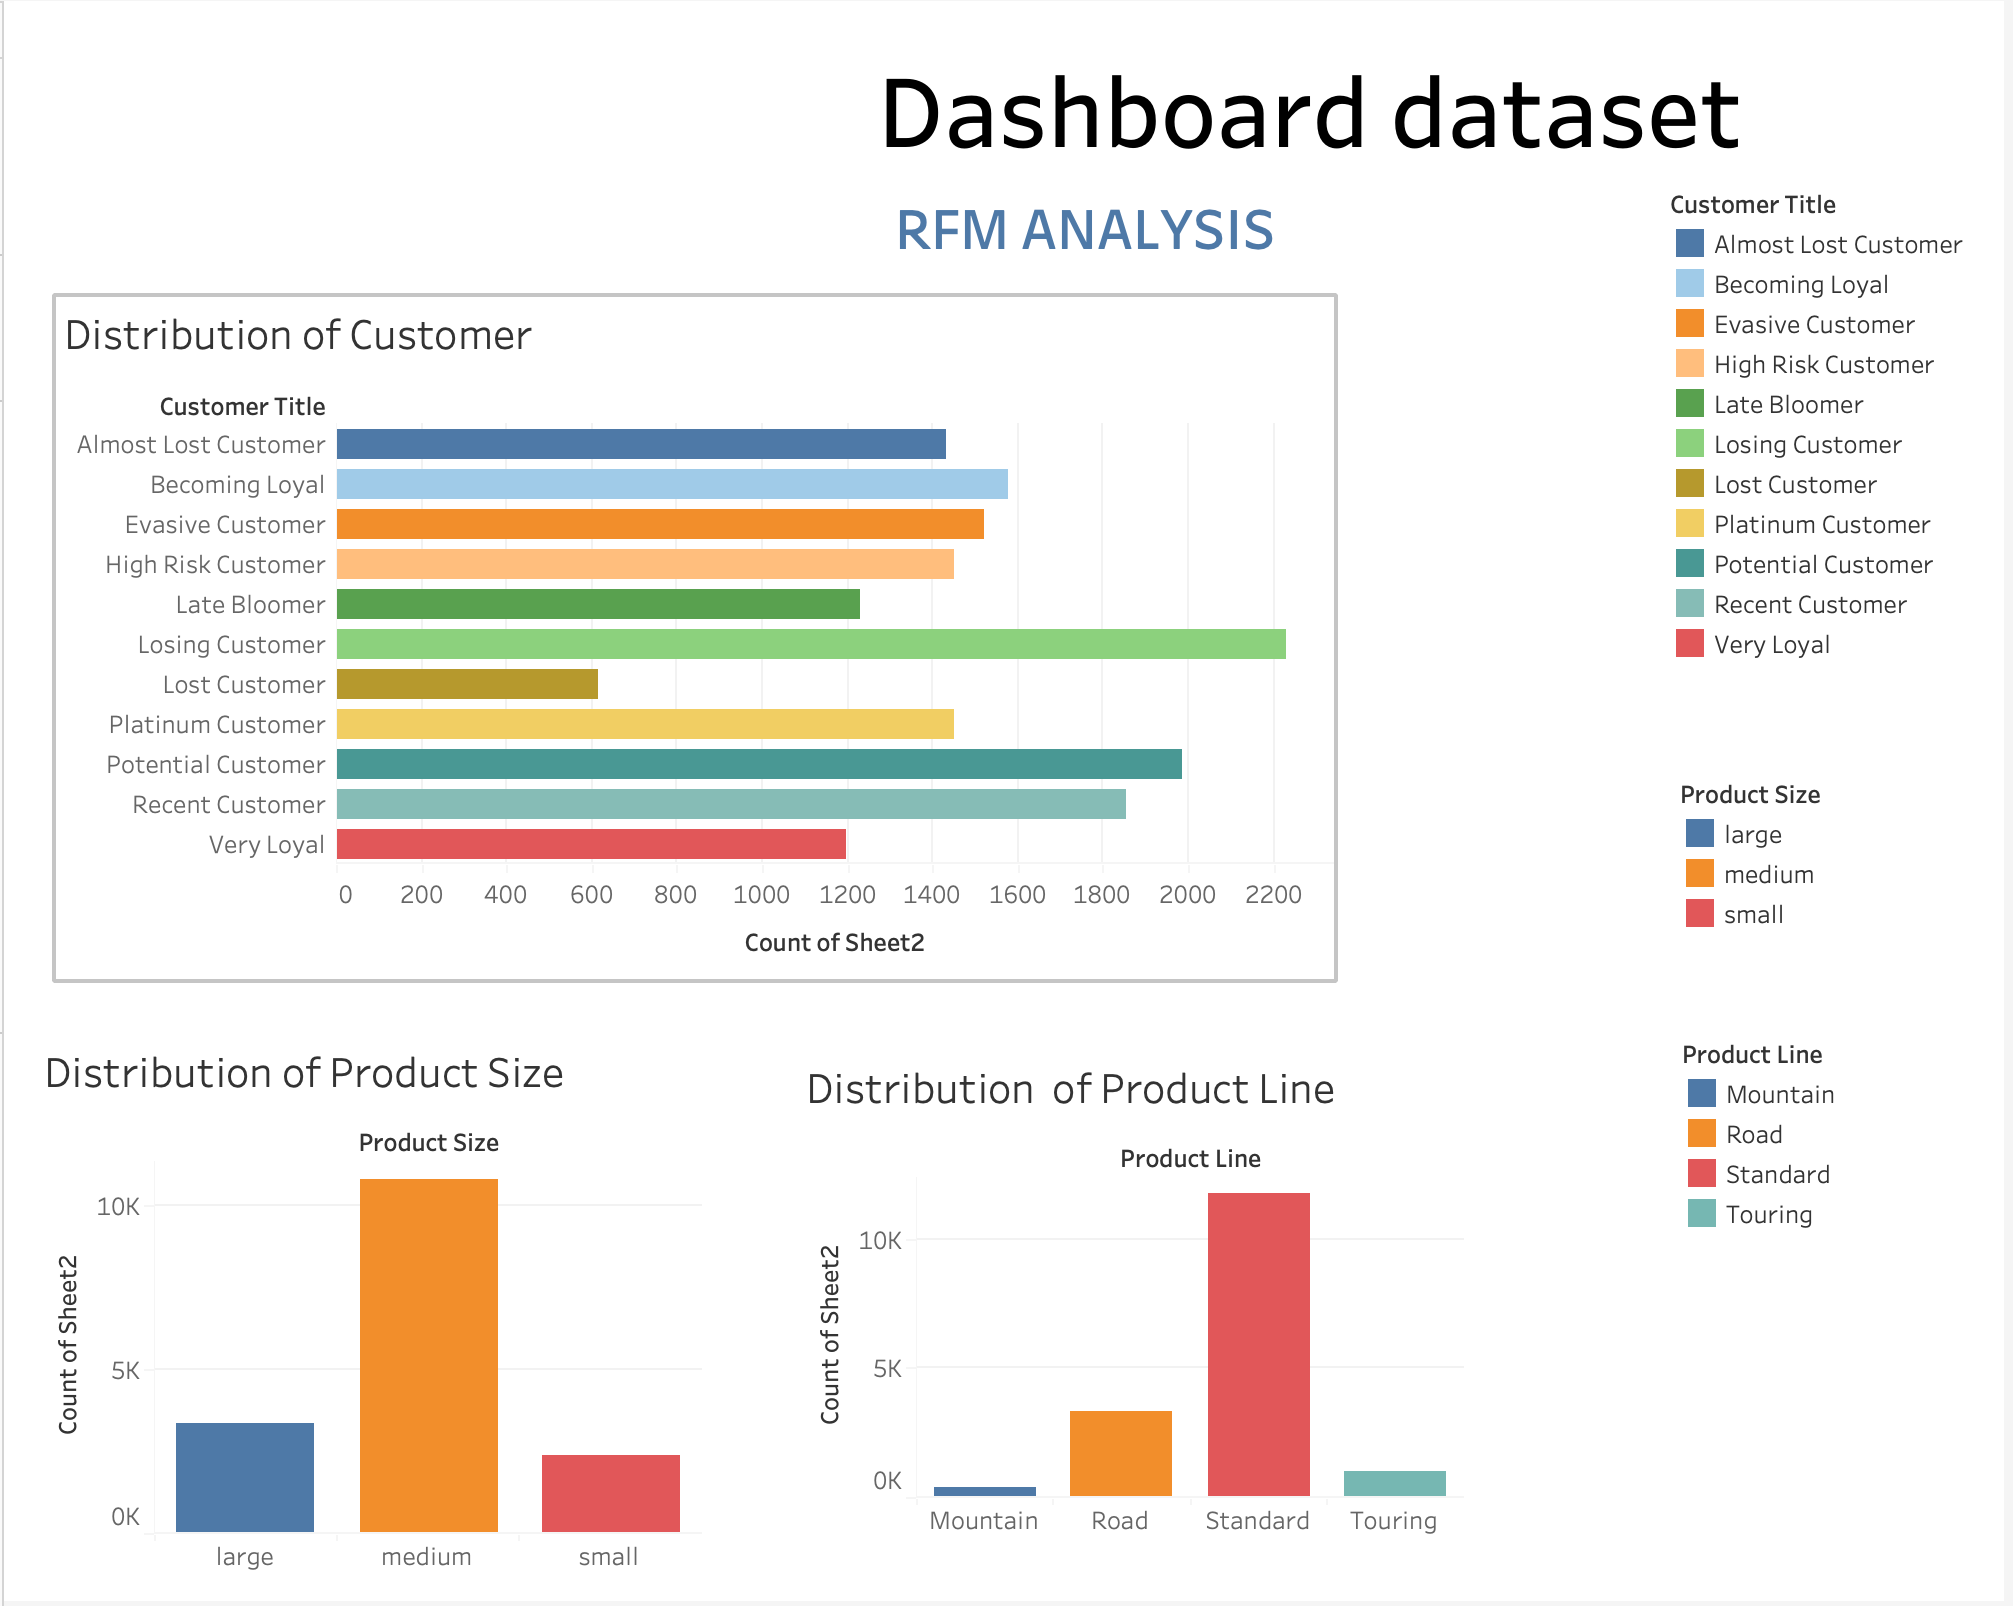 Dashboard dataset
RFM ANALYSIS
Distribution of Customer
Customer Title
Almost Lost Customer
Becoming Loyal
Evasive Customer
High Risk Customer
Late Bloomer
Losing Customer
Lost Customer
Platinum Customer
Potential Customer
Recent Customer
Very Loyal
0 200 400 600 800 1000 1200 1400 1600 1800 2000 2200
Count of Sheet2
Customer Title
Almost Lost Customer
Becoming Loyal
Evasive Customer
High Risk Customer
Late Bloomer
Losing Customer
Lost Customer
Platinum Customer
Potential Customer
Recent Customer
Very Loyal
Product Size
large
medium
small
Distribution of Product Size
Product Size
Count of Sheet2
10K
5K
0K
large medium small
Distribution of Product Line
Product Line
Count of Sheet2
10K
5K
0K
Mountain Road Standard Touring
Product Line
Mountain
Road
Standard
Touring